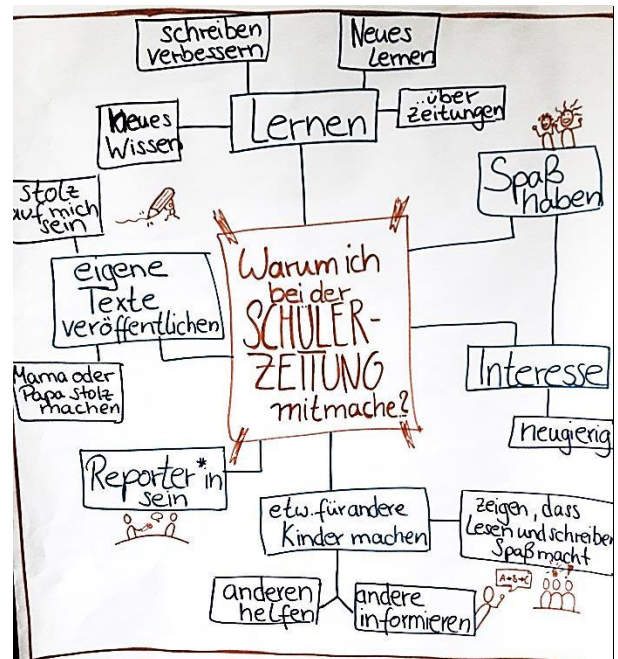 schreiben
verbessern
Neues
Lernen
Neues
Wissen
Lernen
..über
Zeitungen
Spaß
haben
stolz
auf mich
sein
eigene
Texte
veröffentlichen
Mama oder
Papa stolz
machen
Warum ich
bei der
SCHÜLER-
ZEITUNG
mitmache?
Interesse
neugierig
Reporter*in
sein
etw. für andere
Kinder machen
zeigen, dass
Lesen und schreiben
Spaß macht
anderen
helfen
andere
informieren
A+B+C